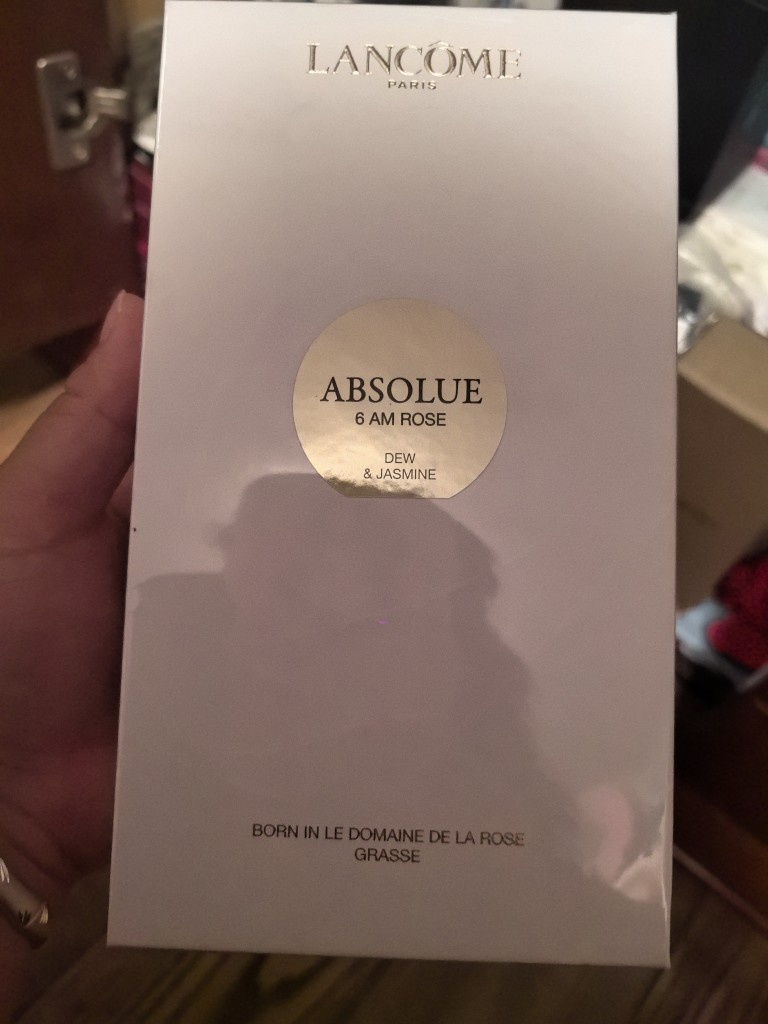 LANCÔME
PARIS
ABSOLUE
6 AM ROSE
DEW
& JASMINE
BORN IN LE DOMAINE DE LA ROSE
GRASSE